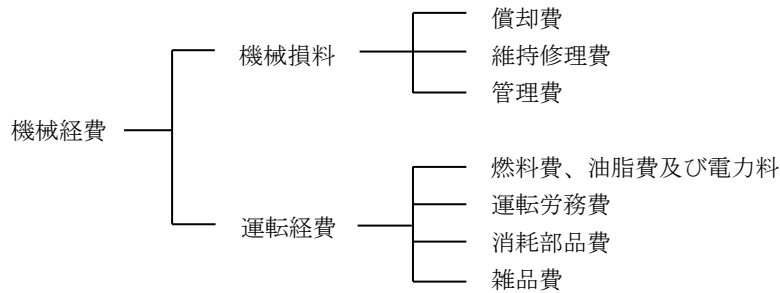 機械経費
機械損料
償却費
維持修理費
管理費
運転経費
燃料費、油脂費及び電力料
運転労務費
消耗部品費
雑品費